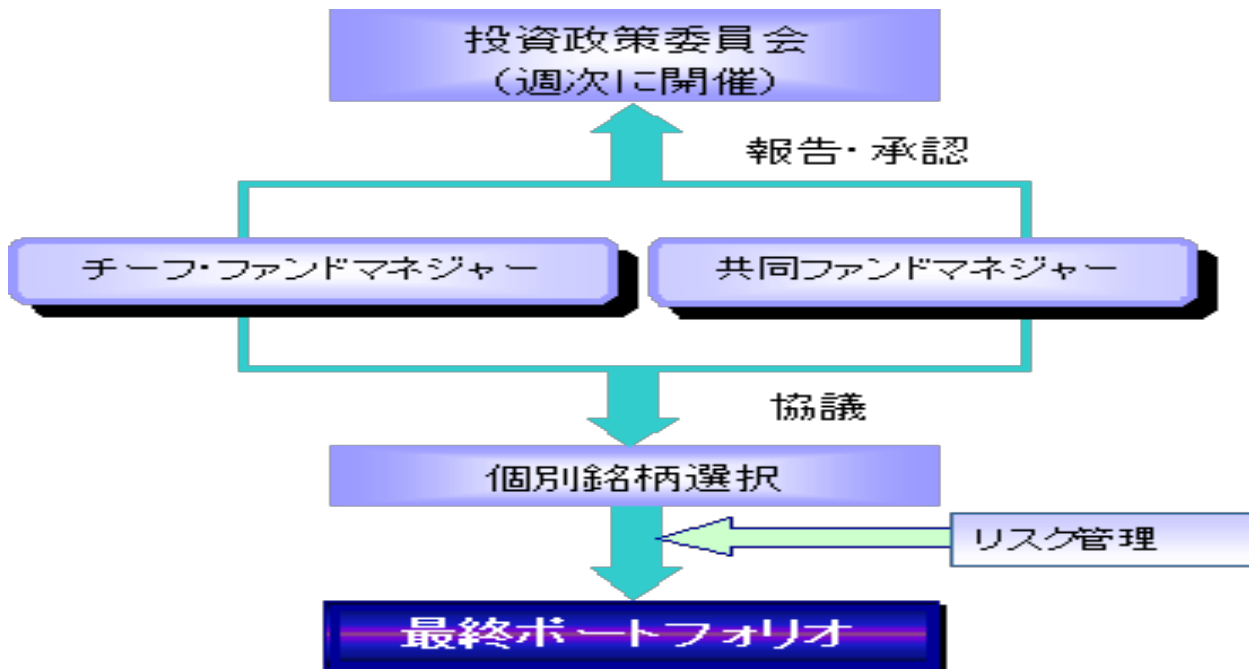 投資政策委員会
(週次に開催)
報告・承認
チーフ・ファンドマネジャー
共同ファンドマネジャー
協議
個別銘柄選択
リスク管理
最終ポートフォリオ